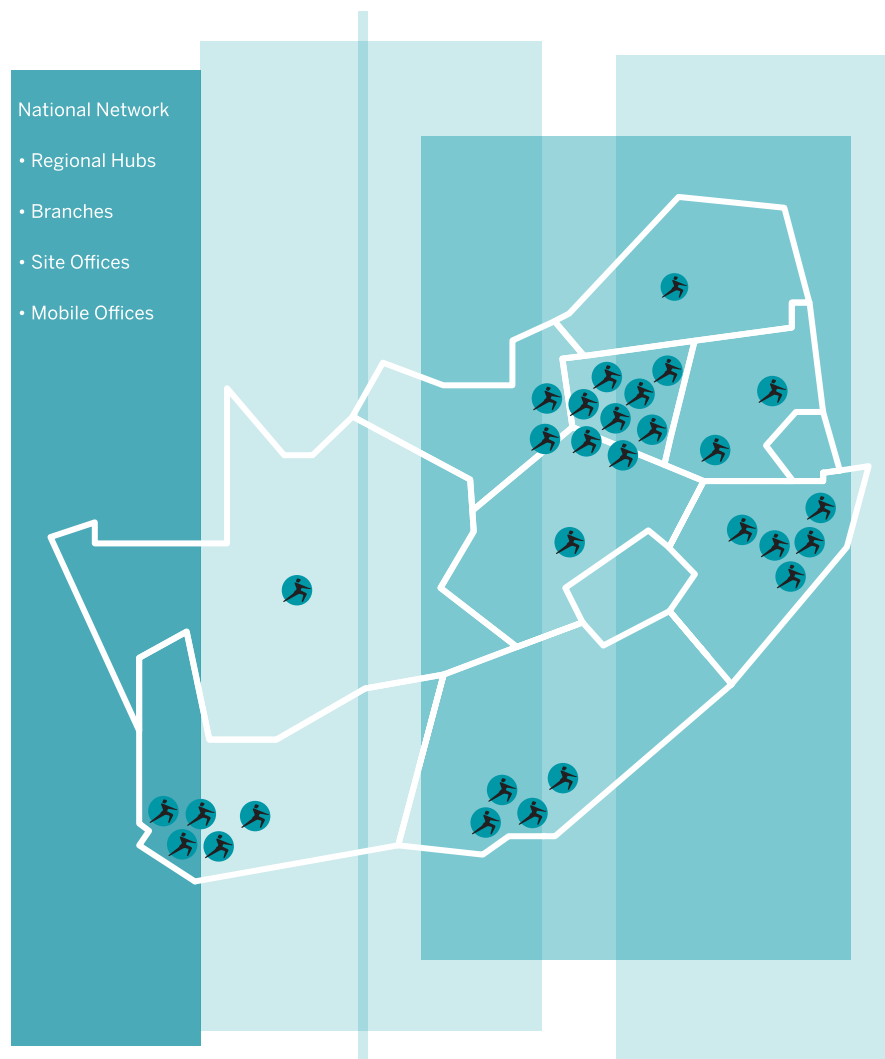 National Network
• Regional Hubs
• Branches
• Site Offices
• Mobile Offices